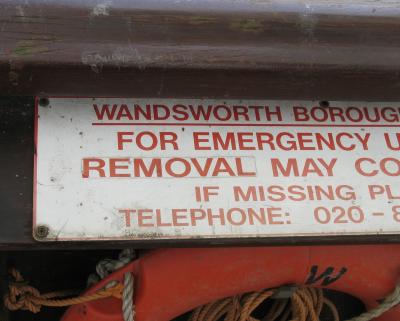 WANDSWORTH BOROUG
FOR EMERGENCY U
REMOVAL MAY CO
IF MISSING PL
TELEPHONE: 020 - 8
W